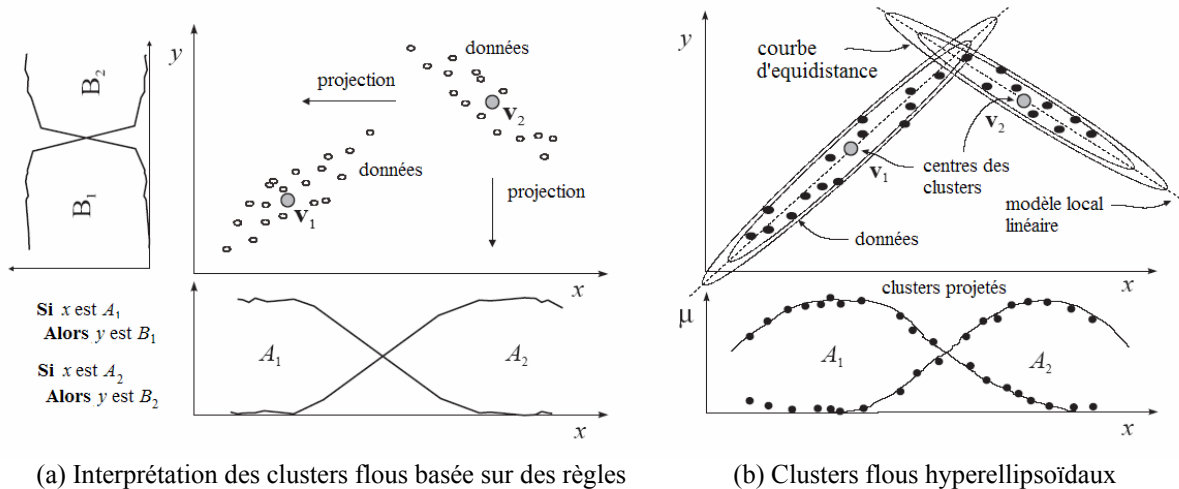 y
B₂
B₁
données
projection
v₂
données
projection
v₁
x
A₁
A₂
x
Si x est A₁
Alors y est B₁
Si x est A₂
Alors y est B₂
(a) Interprétation des clusters flous basée sur des règles
y
courbe
d'equidistance
v₂
v₁
centres des
clusters
modèle local
linéaire
données
x
clusters projetés
μ
A₁
A₂
x
(b) Clusters flous hyperellipsoïdaux